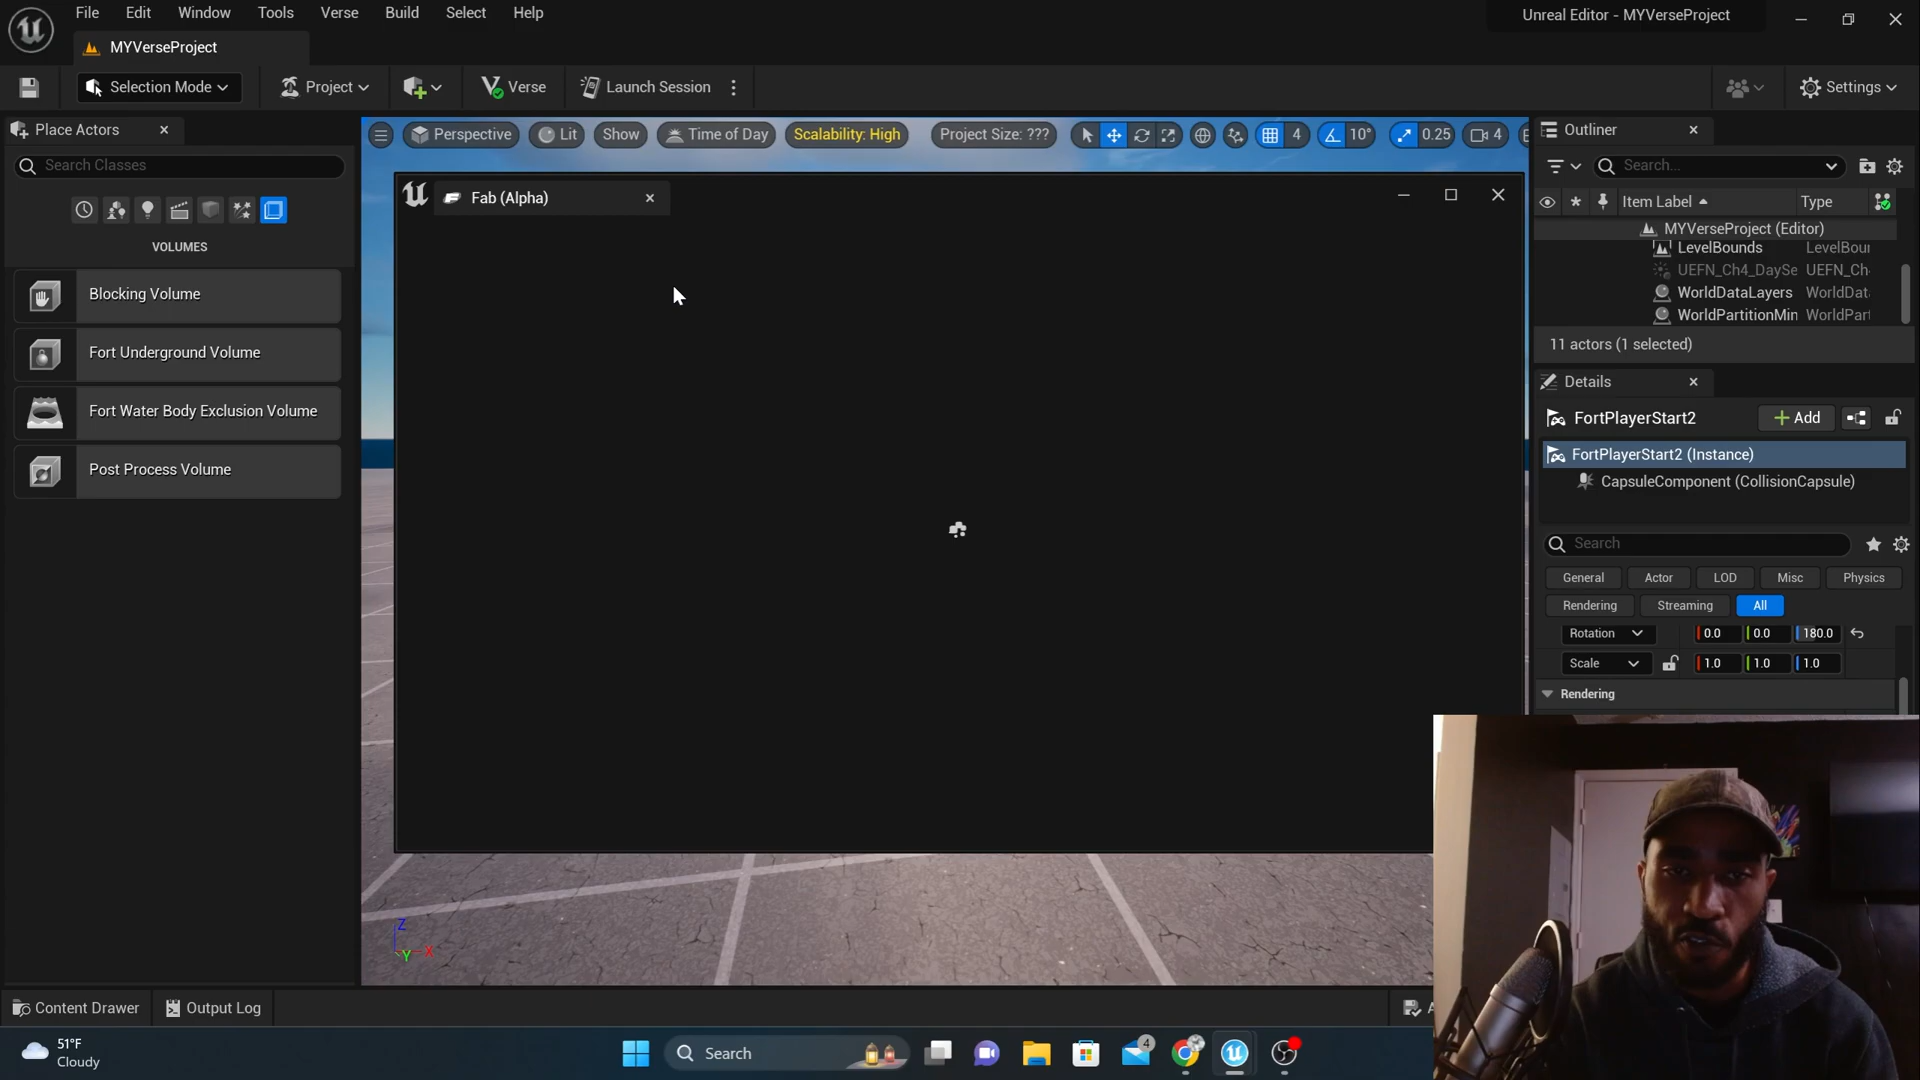 File Edit Window Tools Verse Build Select Help
Unreal Editor - MYVerseProject
MYVerseProject
Selection Mode
Project
Verse
Launch Session
Settings
Place Actors
Search Classes
VOLUMES
Blocking Volume
Fort Underground Volume
Fort Water Body Exclusion Volume
Post Process Volume
Perspective
Lit
Show
Time of Day
Scalability: High
Project Size: ???
4
10°
0.25
4
Fab (Alpha)
Z
Y X
Outliner
Search...
Item Label
Type
MYVerseProject (Editor)
LevelBounds LevelBour
UEFN_Ch4_DaySe UEFN_Ch
WorldDataLayers WorldData
WorldPartitionMin WorldPart
11 actors (1 selected)
Details
FortPlayerStart2
Add
FortPlayerStart2 (Instance)
CapsuleComponent (CollisionCapsule)
Search
General Actor LOD Misc Physics
Rendering Streaming All
Rotation 0.0 0.0 180.0
Scale 1.0 1.0 1.0
Rendering
Content Drawer
Output Log
51°F
Cloudy
Search
4